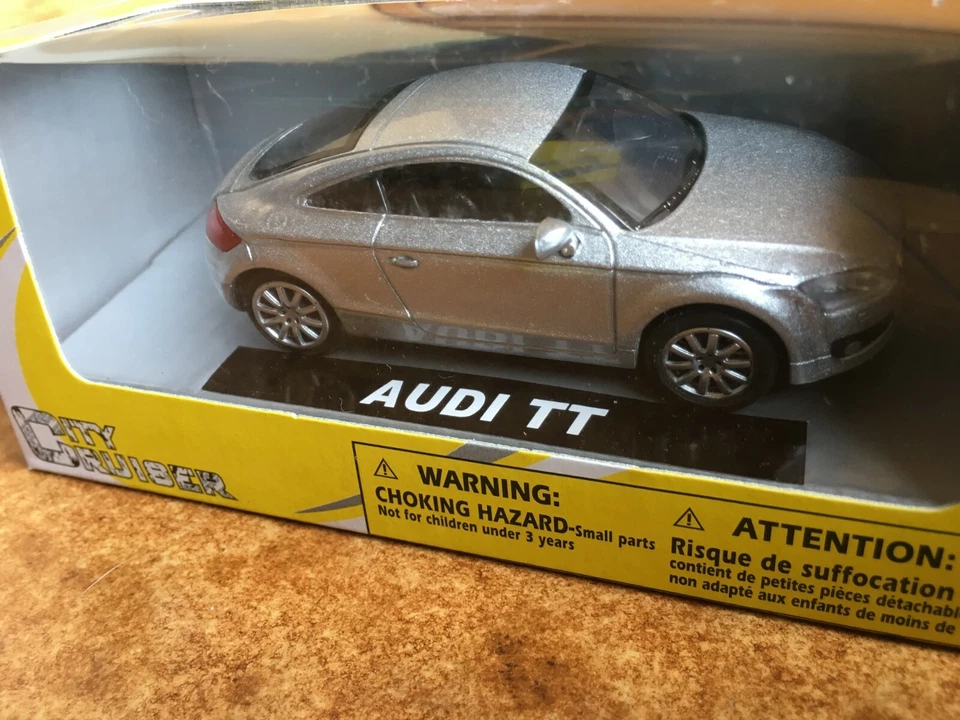 AUDI TT
CITY
CRUISER
WARNING:
CHOKING HAZARD-Small parts
Not for children under 3 years
ATTENTION:
Risque de suffocation
contient de petites pièces
non adapté aux enfants de moins de